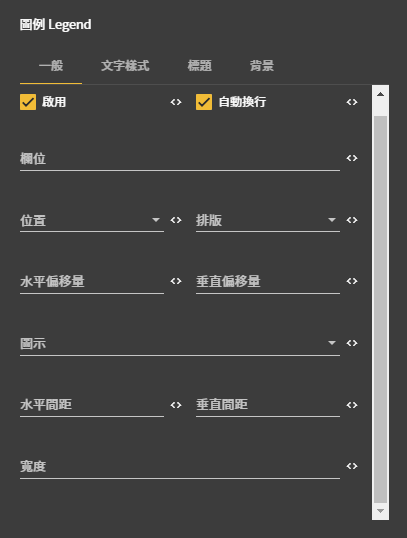 圖例 Legend
一般 文字樣式 標題 背景
啟用 自動換行
欄位
位置 排版
水平偏移量 垂直偏移量
圖示
水平間距 垂直間距
寬度